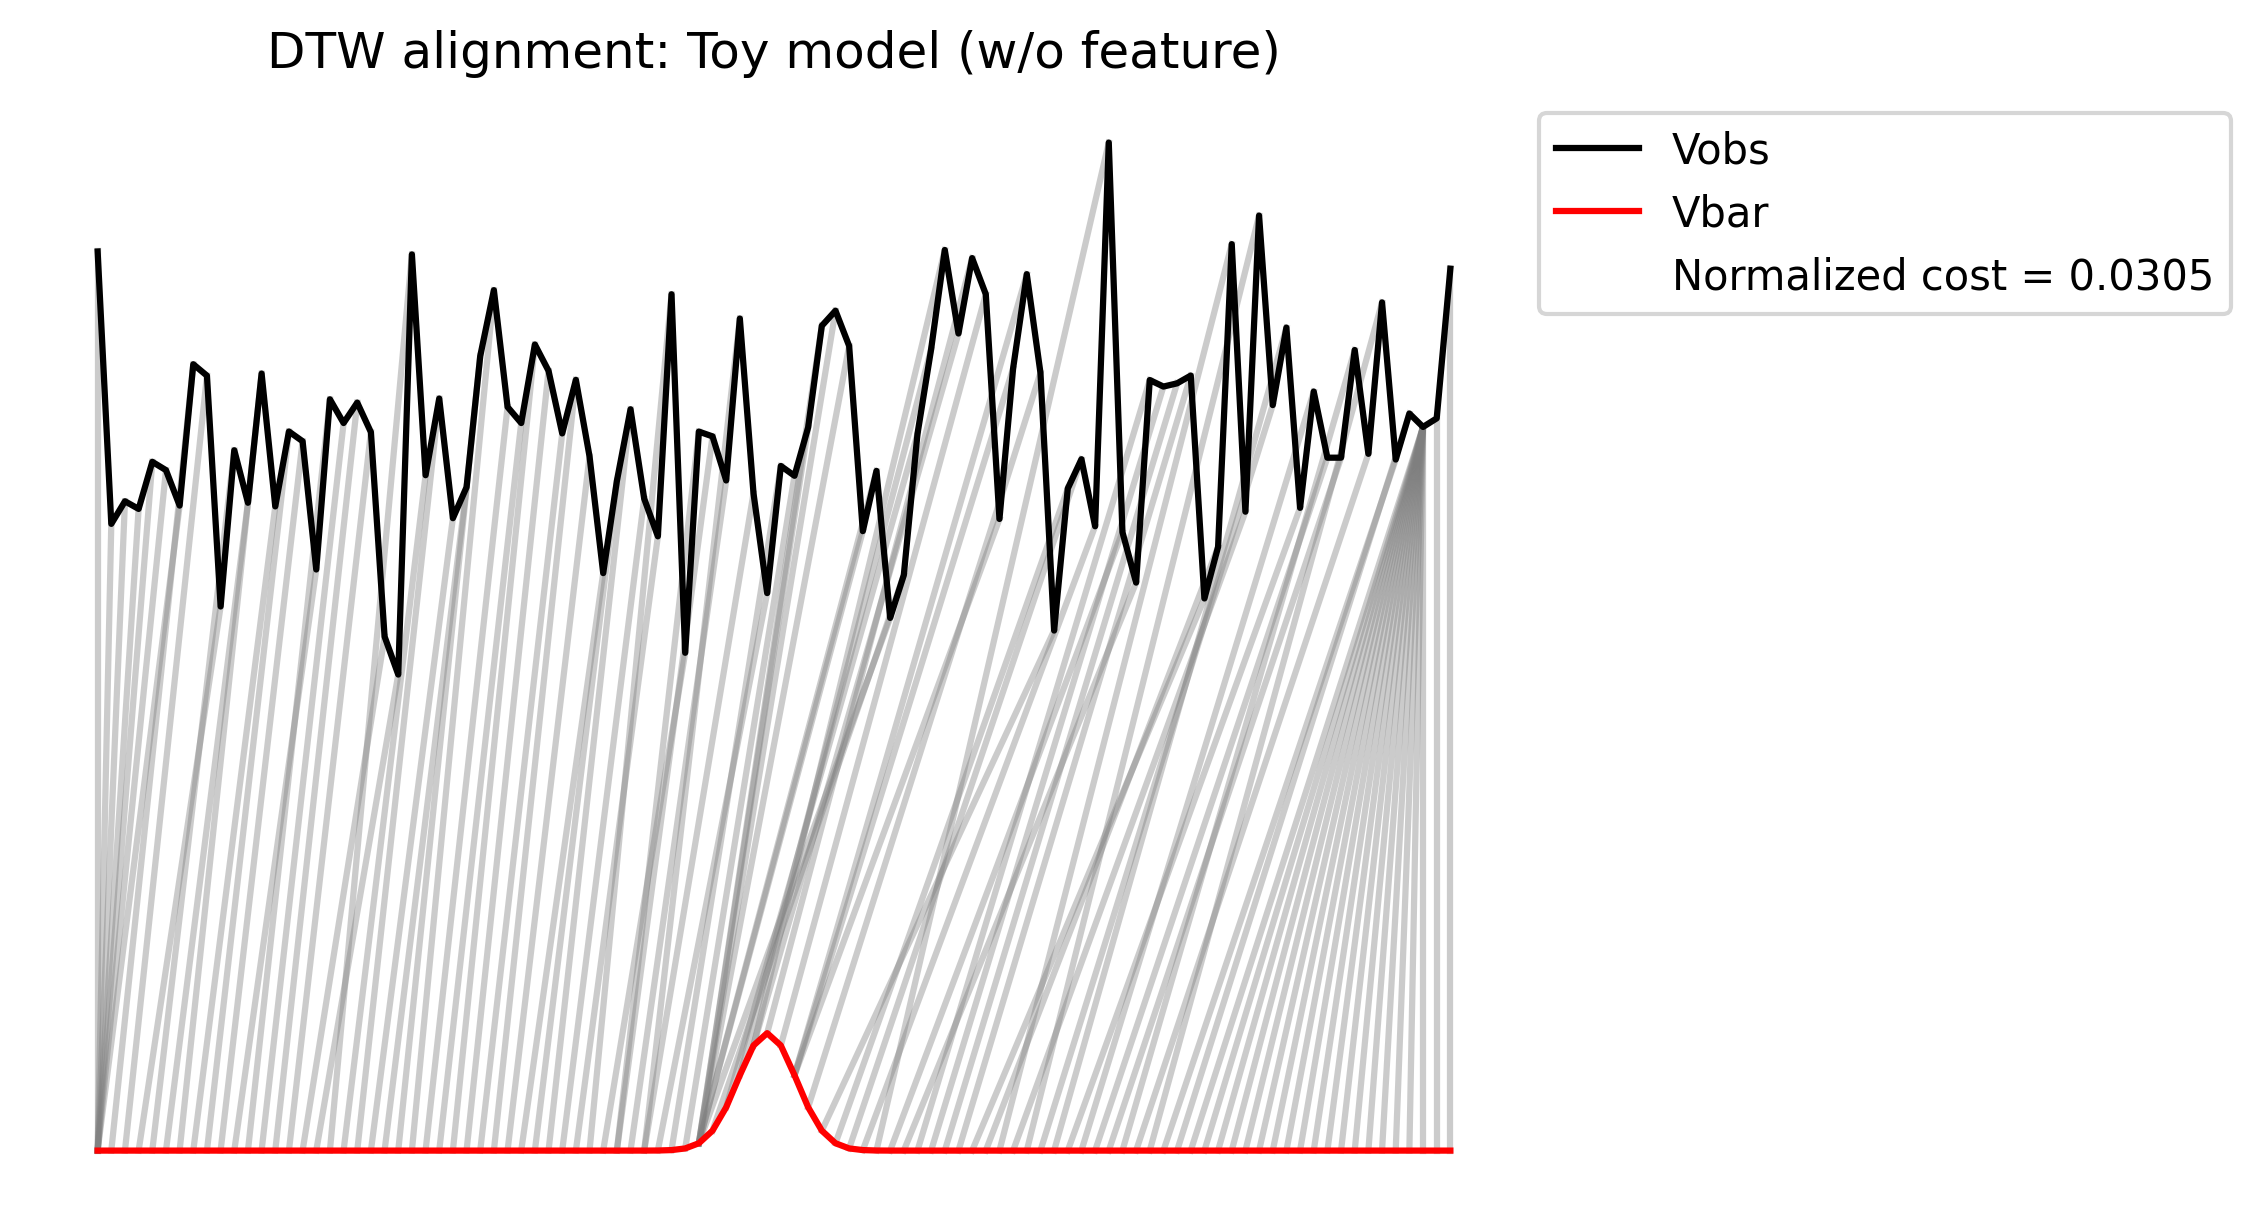 DTW alignment: Toy model (w/o feature)
Vobs
Vbar
Normalized cost = 0.0305